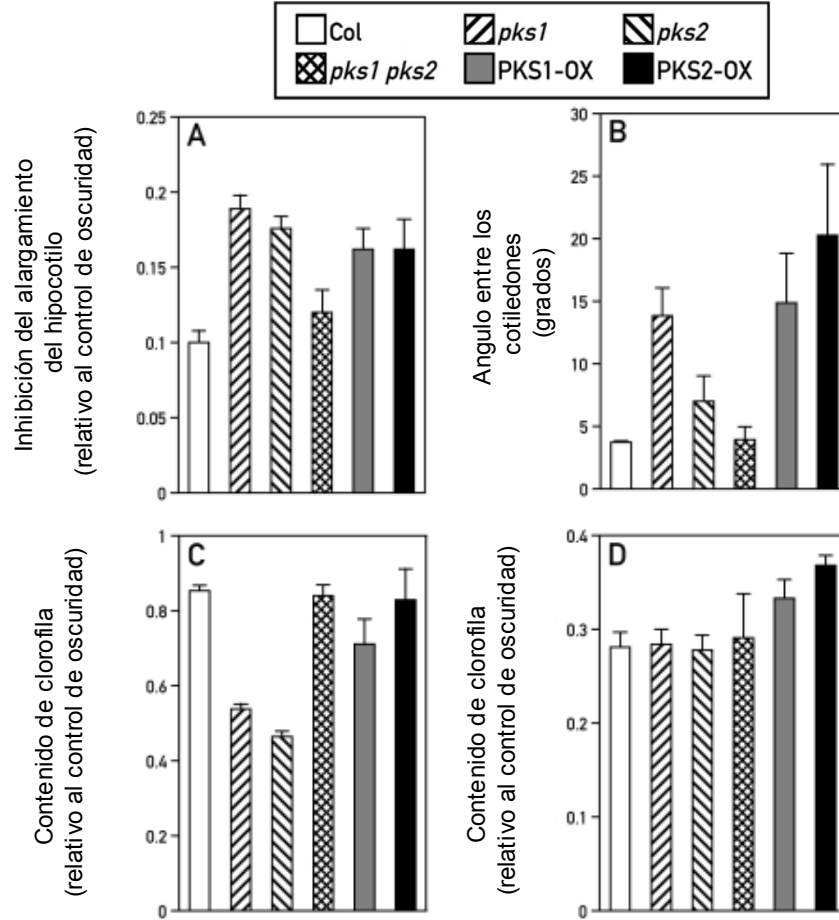 Col pks1 pks2
pks1 pks2 PKS1-OX PKS2-OX
A
Inhibición del alargamiento
del hipocotilo
(relativo al control de oscuridad)
0.25
0.2
0.15
0.1
0.05
0
B
Angulo entre los
cotiledones
(grados)
30
25
20
15
10
5
0
C
Contenido de clorofila
(relativo al control de oscuridad)
1
0.8
0.6
0.4
0.2
0
D
Contenido de clorofila
(relativo al control de oscuridad)
0.4
0.3
0.2
0.1
0